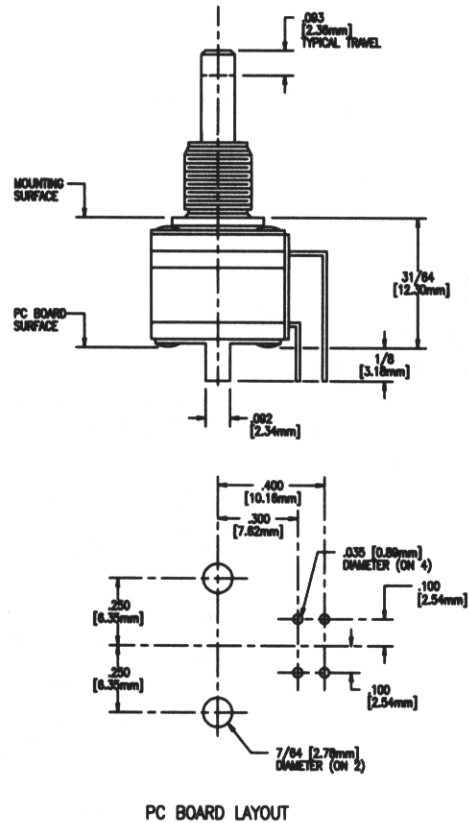 .093
[2.36mm]
TYPICAL TRAVEL
MOUNTING
SURFACE
PC BOARD
SURFACE
31/64
[12.30mm]
1/8
[3.18mm]
.092
[2.34mm]
.400
[10.16mm]
.300
[7.62mm]
.035 [0.89mm]
DIAMETER (ON 4)
.100
[2.54mm]
.250
[6.35mm]
.250
[6.35mm]
.100
[2.54mm]
7/64 [2.78mm]
DIAMETER (ON 2)
PC BOARD LAYOUT